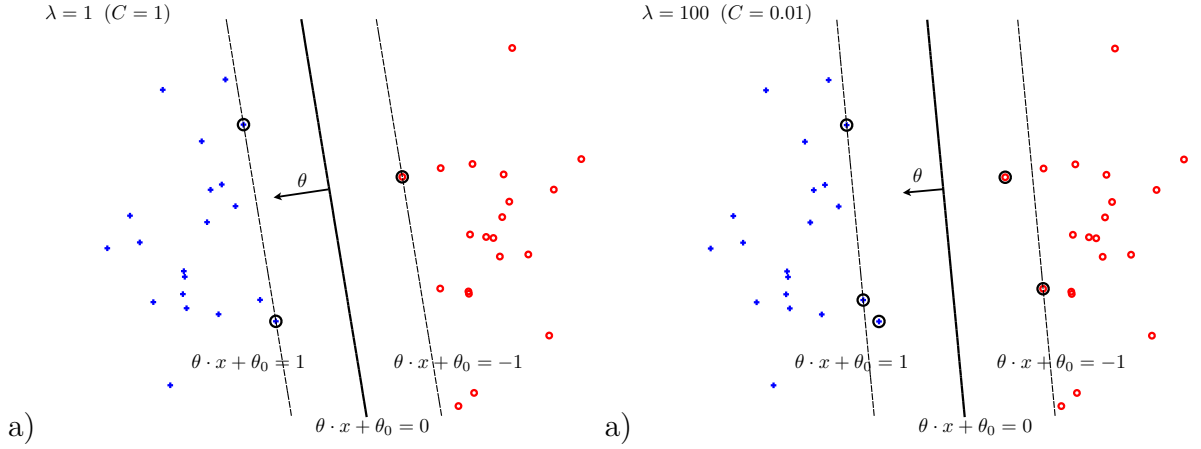 λ = 1 (C = 1)
θ
θ · x + θ₀ = 1
θ · x + θ₀ = −1
θ · x + θ₀ = 0
a)
λ = 100 (C = 0.01)
θ
θ · x + θ₀ = 1
θ · x + θ₀ = −1
θ · x + θ₀ = 0
a)